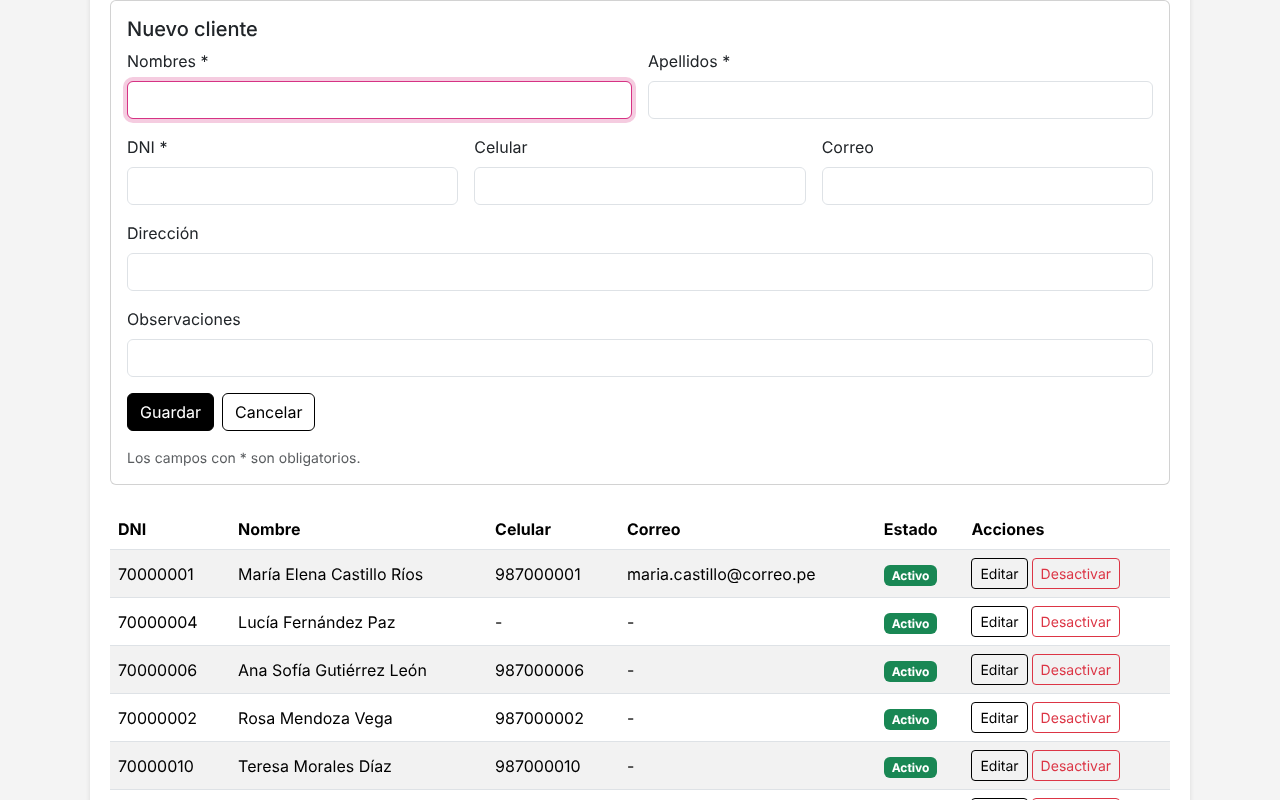 Nuevo cliente
Nombres * Apellidos *
DNI * Celular Correo
Dirección
Observaciones
Guardar Cancelar
Los campos con * son obligatorios.
DNI Nombre Celular Correo Estado Acciones
70000001 María Elena Castillo Ríos 987000001 maria.castillo@correo.pe Activo Editar Desactivar
70000004 Lucía Fernández Paz - - Activo Editar Desactivar
70000006 Ana Sofía Gutiérrez León 987000006 - Activo Editar Desactivar
70000002 Rosa Mendoza Vega 987000002 - Activo Editar Desactivar
70000010 Teresa Morales Díaz 987000010 - Activo Editar Desactivar